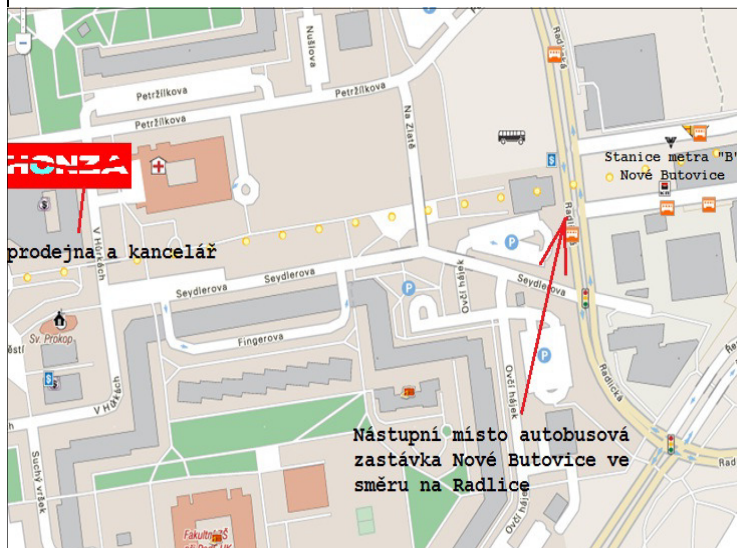 Radlická
Nušlova
Petržílkova
Petržílkova
Petržílkova
Na Zlatě
HONZA
Stanice metra "B"
Nové Butovice
V Hůrkách
prodejna a kancelář
Seydlerova
Seydlerova
Seydlerova
Ovčí hájek
Sv. Prokop
Fingerova
V Hůrkách
Ovčí hájek
Radlická
Nástupní místo autobusová
zastávka Nové Butovice ve
směru na Radlice
Suchý vršek
Ovčí hájek
Fakultní ZŠ